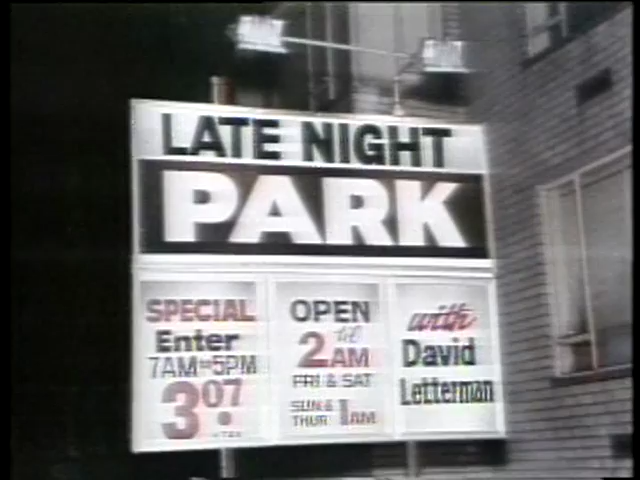 LATE NIGHT
PARK
SPECIAL
Enter
7AM-5PM
3.07
OPEN
'til
2AM
FRI & SAT
SUN &
THUR 1AM
with
David
Letterman